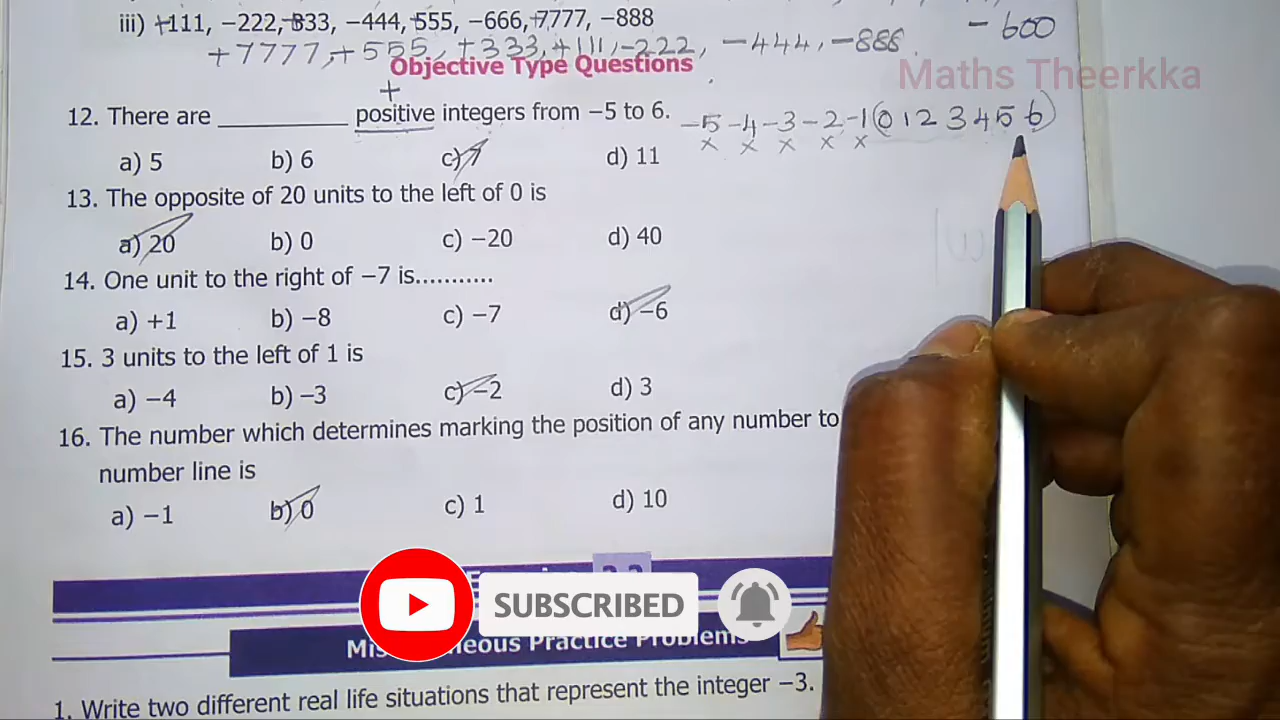 iii) +111, −222, +333, −444, +555, −666, +7777, −888
− 600
+7777, +555, +333, +111, −222, −444, −888.
Objective Type Questions
Maths Theerkka
+
12. There are ________ positive integers from −5 to 6.
−5 −4 −3 −2 −1 (0 1 2 3 4 5 6)
x x x x x
a) 5 b) 6 c) 7 d) 11
13. The opposite of 20 units to the left of 0 is
a) 20 b) 0 c) −20 d) 40
14. One unit to the right of −7 is...........
a) +1 b) −8 c) −7 d) −6
15. 3 units to the left of 1 is
a) −4 b) −3 c) −2 d) 3
16. The number which determines marking the position of any number to
number line is
a) −1 b) 0 c) 1 d) 10
SUBSCRIBED
Practice Problems
1. Write two different real life situations that represent the integer −3.